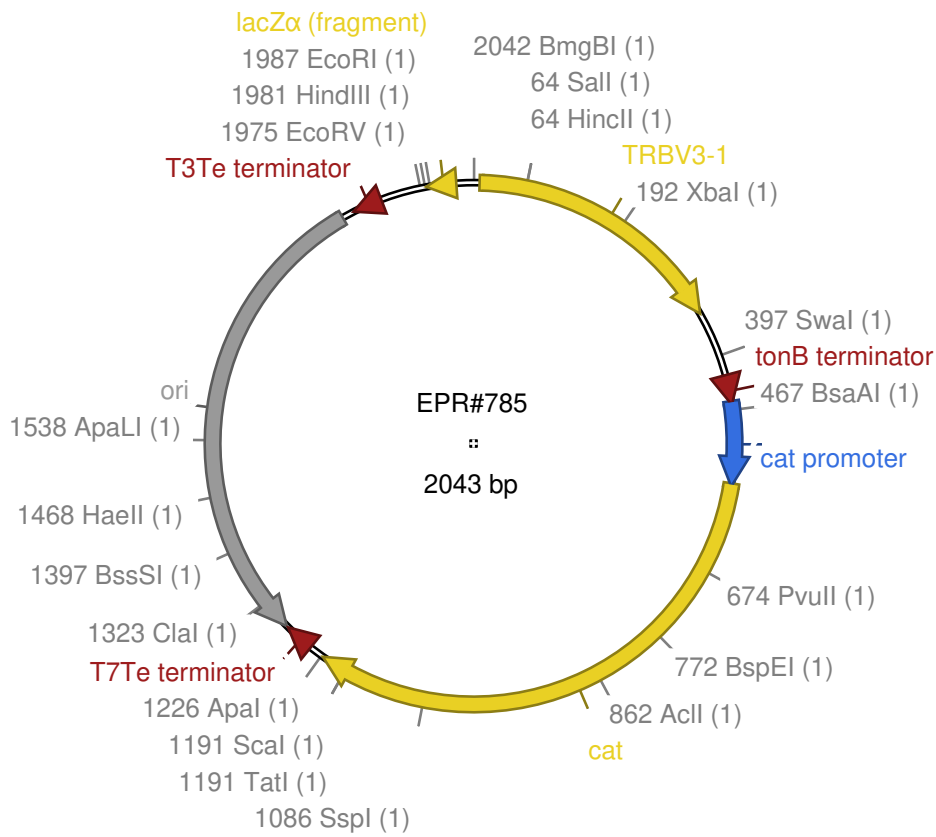 lacZα (fragment)
1987 EcoRI (1)
1981 HindIII (1)
1975 EcoRV (1)
T3Te terminator
2042 BmgBI (1)
64 SalI (1)
64 HincII (1)
TRBV3-1
192 XbaI (1)
397 SwaI (1)
tonB terminator
467 BsaAI (1)
cat promoter
674 PvuII (1)
772 BspEI (1)
862 AclI (1)
cat
EPR#785
2043 bp
ori
1538 ApaLI (1)
1468 HaeII (1)
1397 BssSI (1)
1323 ClaI (1)
T7Te terminator
1226 ApaI (1)
1191 ScaI (1)
1191 TatI (1)
1086 SspI (1)